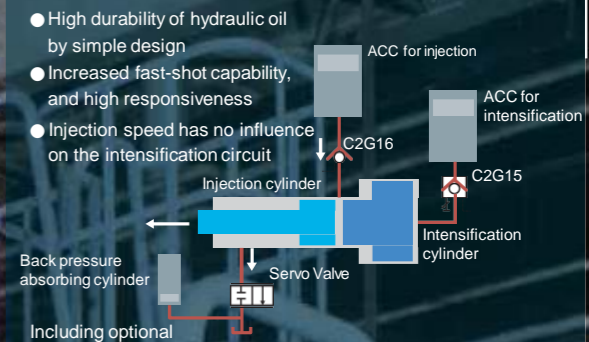 ● High durability of hydraulic oil
by simple design
● Increased fast-shot capability,
and high responsiveness
● Injection speed has no influence
on the intensification circuit
ACC for injection
ACC for
intensification
C2G16
C2G15
Injection cylinder
Intensification
cylinder
Back pressure
absorbing cylinder
Servo Valve
Including optional